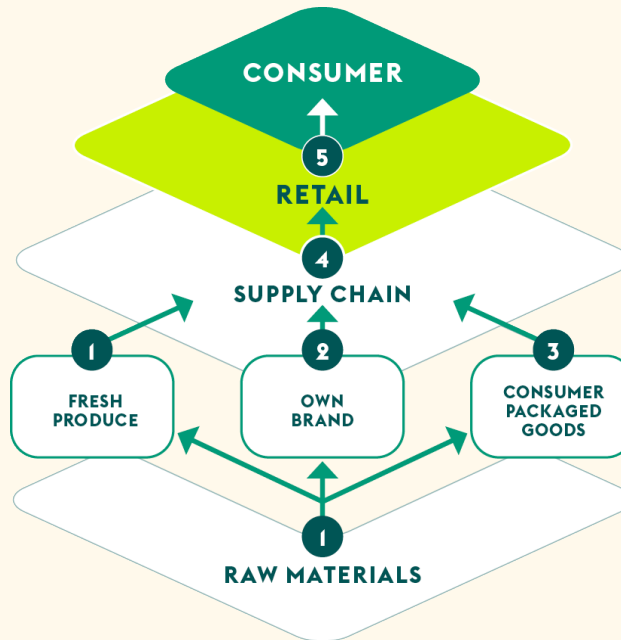 CONSUMER
5
RETAIL
4
SUPPLY CHAIN
1
2
3
FRESH
PRODUCE
OWN
BRAND
CONSUMER
PACKAGED
GOODS
1
RAW MATERIALS